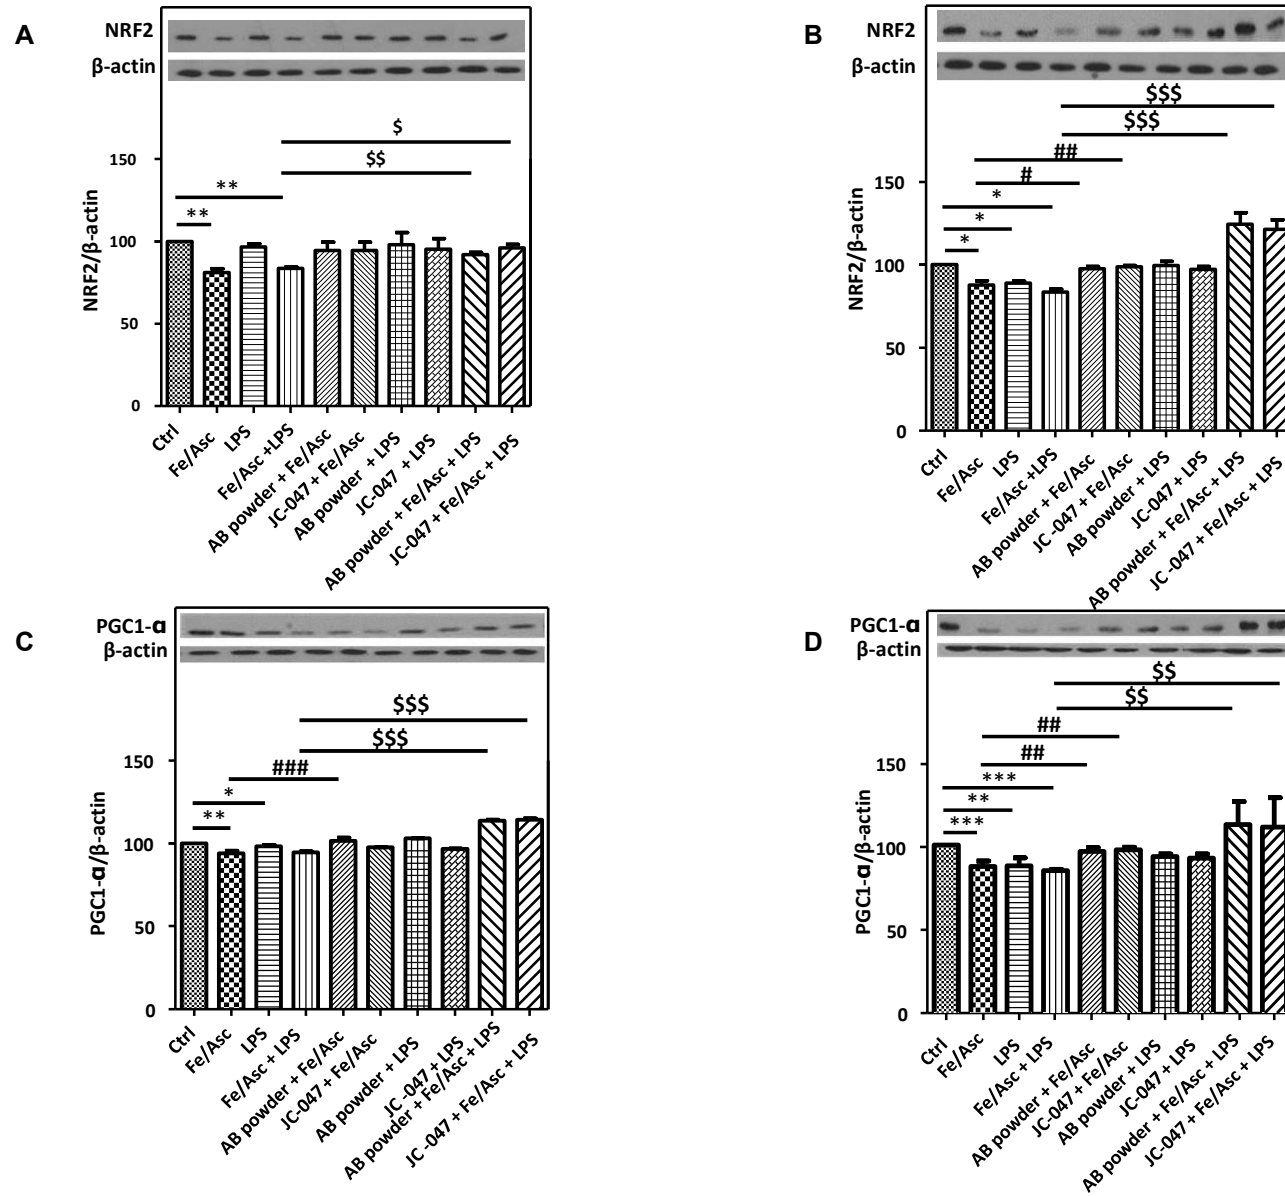 A
NRF2
β-actin
$
$$
**
**
150
100
50
0
NRF2/β-actin
Ctrl
Fe/Asc
LPS
Fe/Asc +LPS
AB powder + Fe/Asc
JC-047 + Fe/Asc
AB powder + LPS
JC-047 + LPS
AB powder + Fe/Asc + LPS
JC-047 + Fe/Asc + LPS
B
NRF2
β-actin
$$$
$$$
##
#
*
*
*
150
100
50
0
NRF2/β-actin
Ctrl
Fe/Asc
LPS
Fe/Asc +LPS
AB powder + Fe/Asc
JC -047 + Fe/Asc
AB powder + LPS
JC-047 + LPS
AB powder + Fe/Asc + LPS
JC -047 + Fe/Asc + LPS
C
PGC1-α
β-actin
$$$
$$$
###
*
**
150
100
50
0
PGC1-α/β-actin
Ctrl
Fe/Asc
LPS
Fe/Asc + LPS
AB powder + Fe/Asc
JC-047 + Fe/Asc
AB powder + LPS
JC -047 + LPS
AB powder + Fe/Asc + LPS
JC -047 + Fe/Asc + LPS
D
PGC1-α
β-actin
$$
$$
##
##
***
**
***
150
100
50
0
PGC1-α/β-actin
Ctrl
Fe/Asc
LPS
Fe/Asc + LPS
AB powder + Fe/Asc
JC-047 + Fe/Asc
AB powder + LPS
JC-047 + LPS
AB powder + Fe/Asc + LPS
JC-047 + Fe/Asc + LPS